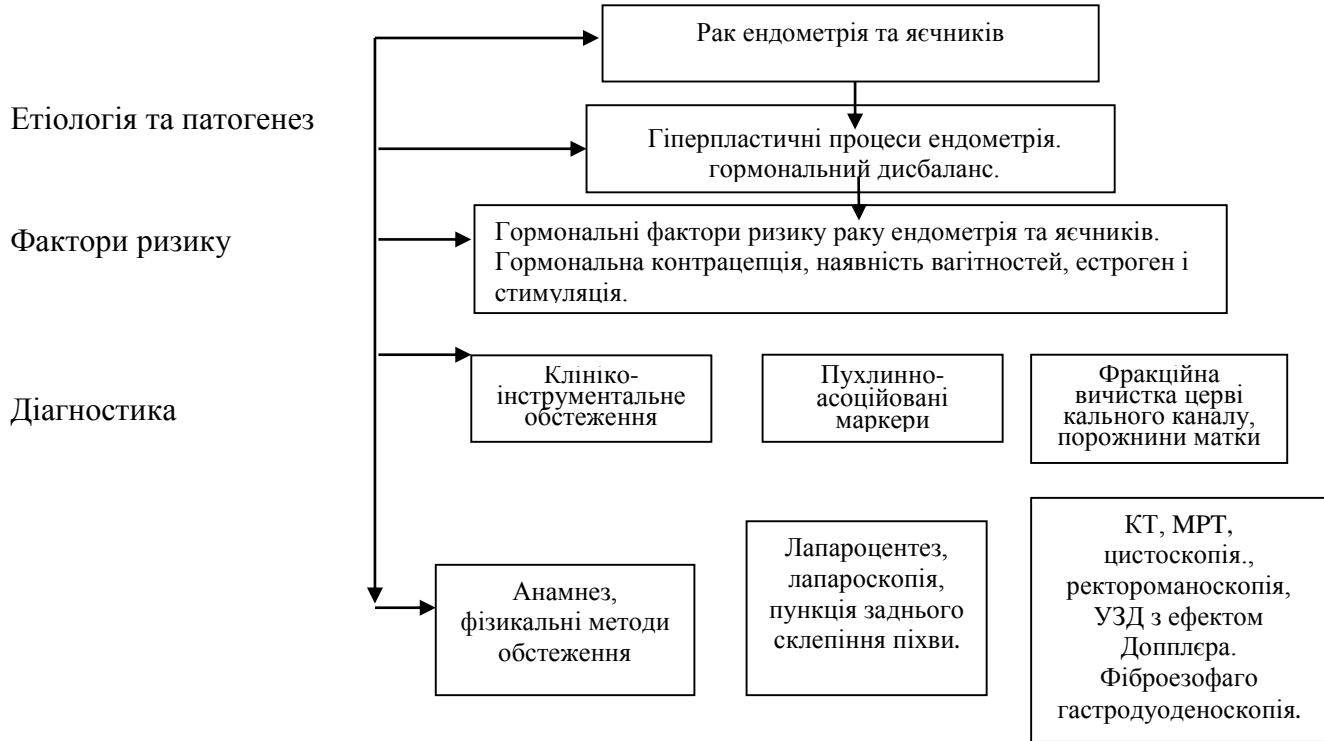 Рак ендометрія та яєчників
Етіологія та патогенез
Гіперпластичні процеси ендометрія.
гормональний дисбаланс.
Фактори ризику
Гормональні фактори ризику раку ендометрія та яєчників.
Гормональна контрацепція, наявність вагітностей, естроген і
стимуляція.
Діагностика
Клініко-
інструментальне
обстеження
Пухлинно-
асоційовані
маркери
Фракційна
вичистка церві
кального каналу,
порожнини матки
Анамнез,
фізикальні методи
обстеження
Лапароцентез,
лапароскопія,
пункція заднього
склепіння піхви.
КТ, МРТ,
цистоскопія.,
ректороманоскопія,
УЗД з ефектом
Допплєра.
Фіброезофаго
гастродуоденоскопія.